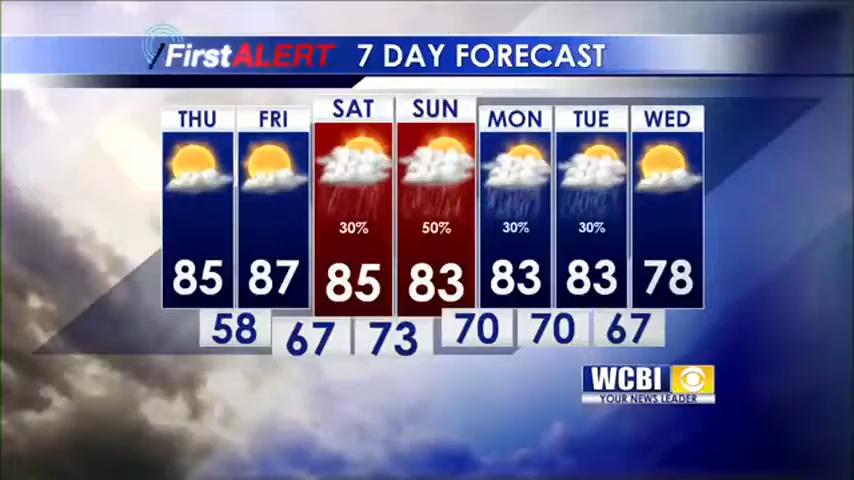 FirstALERT 7 DAY FORECAST
THU FRI SAT SUN MON TUE WED
30% 50% 30% 30%
85 87 85 83 83 83 78
58 67 73 70 70 67
WCBI
YOUR NEWS LEADER